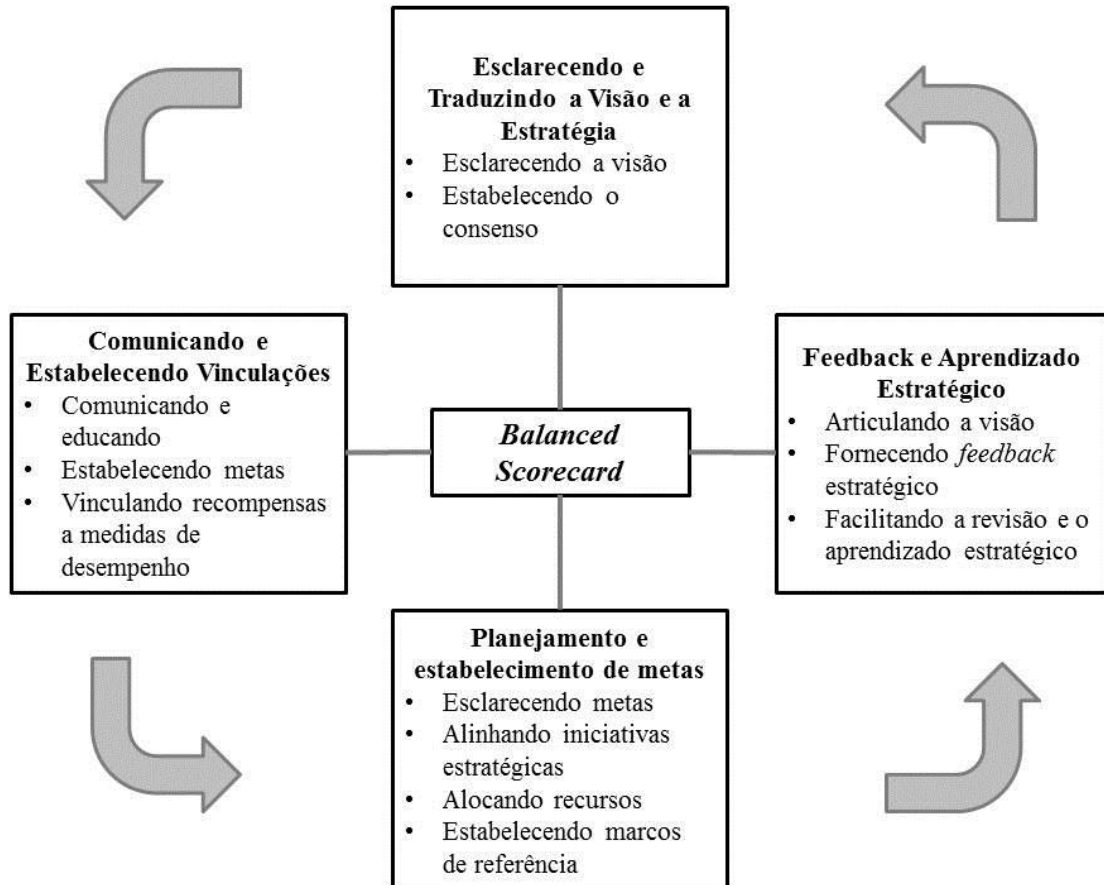 Esclarecendo e
Traduzindo a Visão e a
Estratégia
• Esclarecendo a visão
• Estabelecendo o
consenso
Comunicando e
Estabelecendo Vinculações
• Comunicando e
educando
• Estabelecendo metas
• Vinculando recompensas
a medidas de
desempenho
Balanced
Scorecard
Feedback e Aprendizado
Estratégico
• Articulando a visão
• Fornecendo feedback
estratégico
• Facilitando a revisão e o
aprendizado estratégico
Planejamento e
estabelecimento de metas
• Esclarecendo metas
• Alinhando iniciativas
estratégicas
• Alocando recursos
• Estabelecendo marcos
de referência